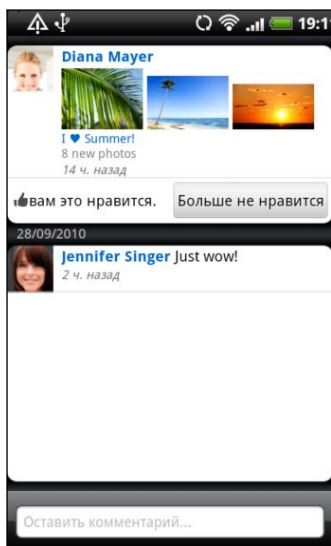 19:1
Diana Mayer
I ♥ Summer!
8 new photos
14 ч. назад
вам это нравится. Больше не нравится
28/09/2010
Jennifer Singer Just wow!
2 ч. назад
Оставить комментарий...